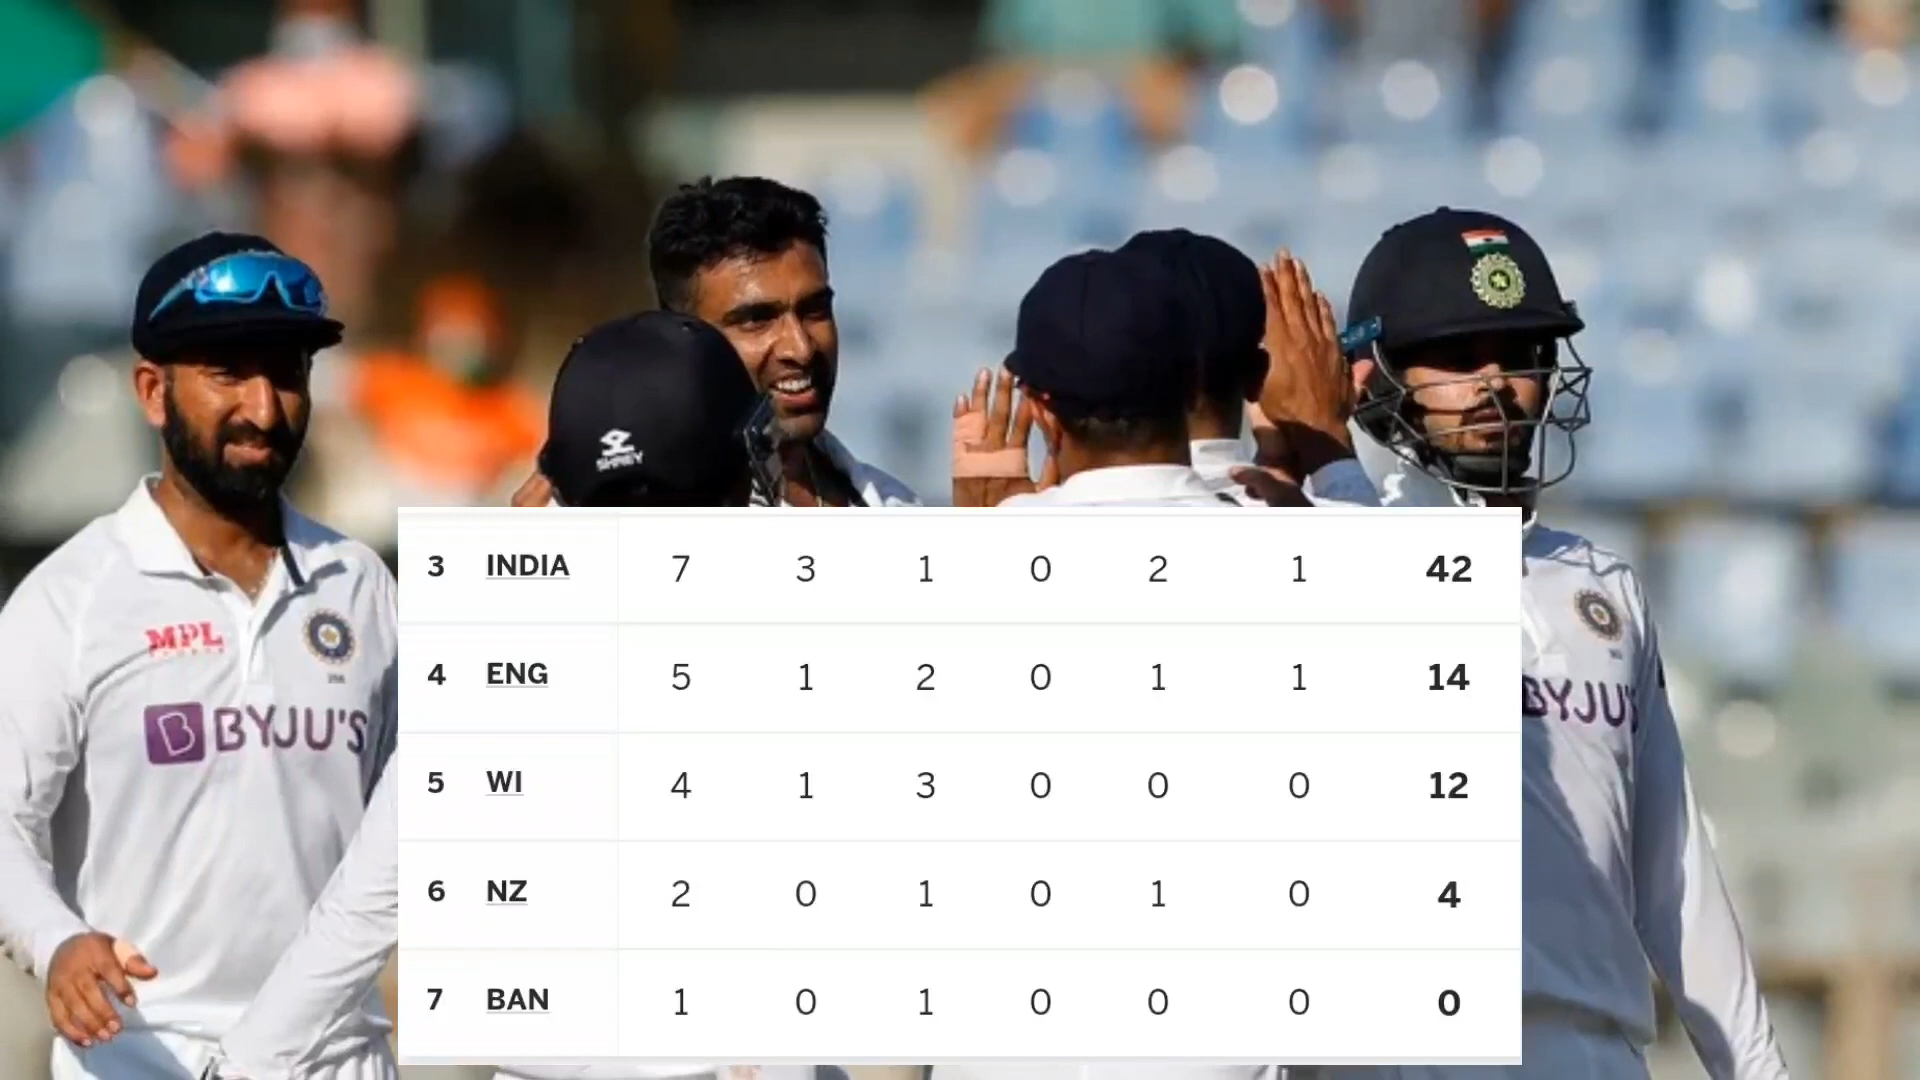 SHREY
MPL
BYJU'S
BYJU'S
3 INDIA 7 3 1 0 2 1 42
4 ENG 5 1 2 0 1 1 14
5 WI 4 1 3 0 0 0 12
6 NZ 2 0 1 0 1 0 4
7 BAN 1 0 1 0 0 0 0